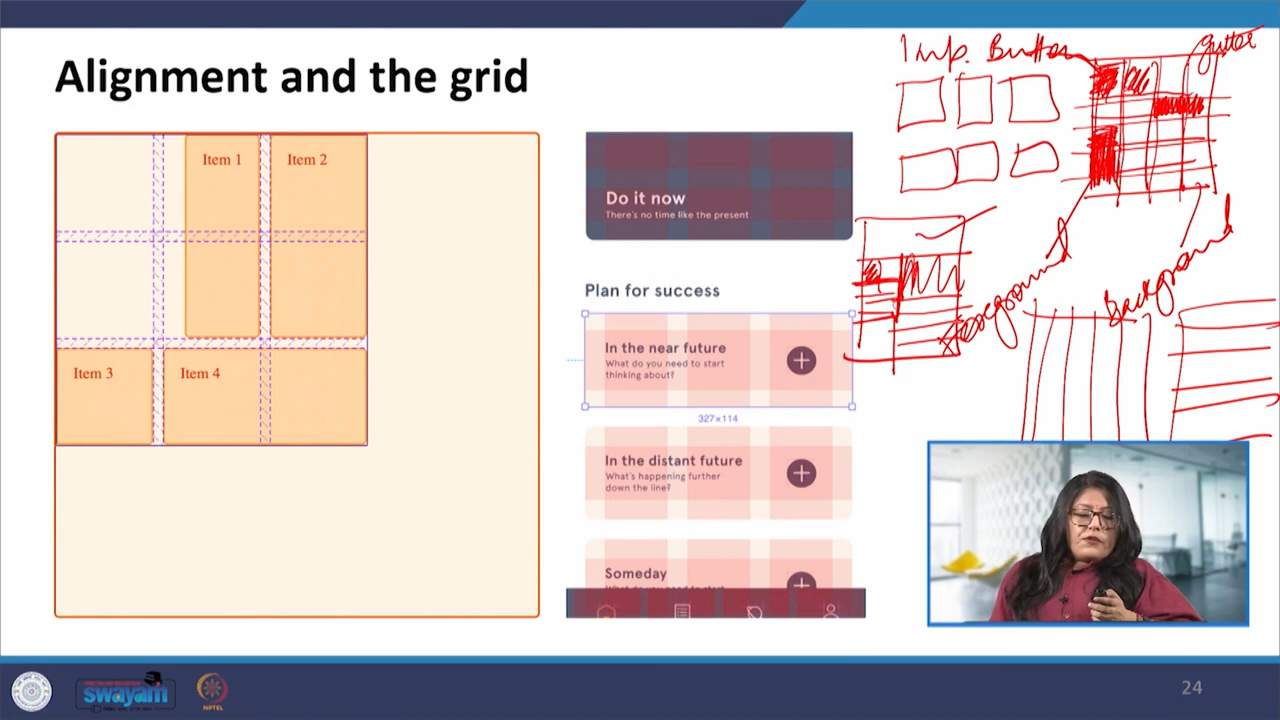 Alignment and the grid
Item 1
Item 2
Item 3
Item 4
Do it now
There's no time like the present
Plan for success
In the near future
What do you need to start
thinking about?
327×114
In the distant future
What's happening further
down the line?
Someday
1 imp. Button
gutter
foreground
Background
swayam
NPTEL
24